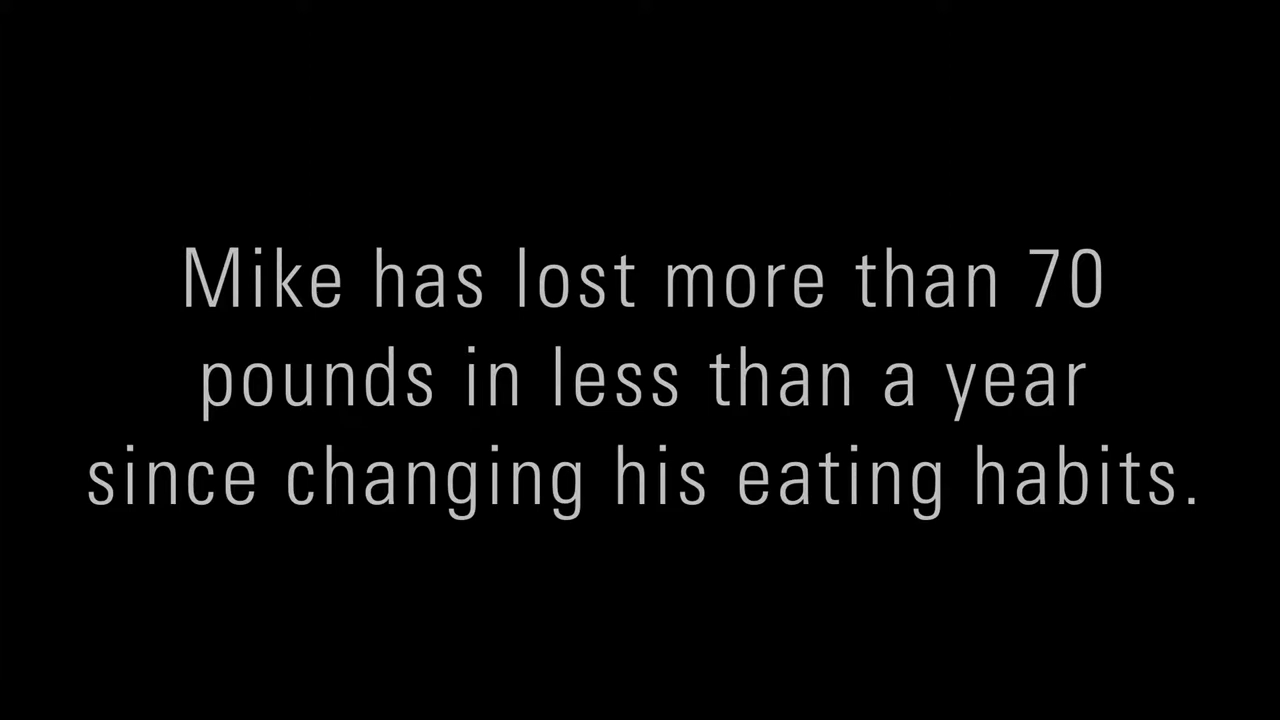 Mike has lost more than 70
pounds in less than a year
since changing his eating habits.